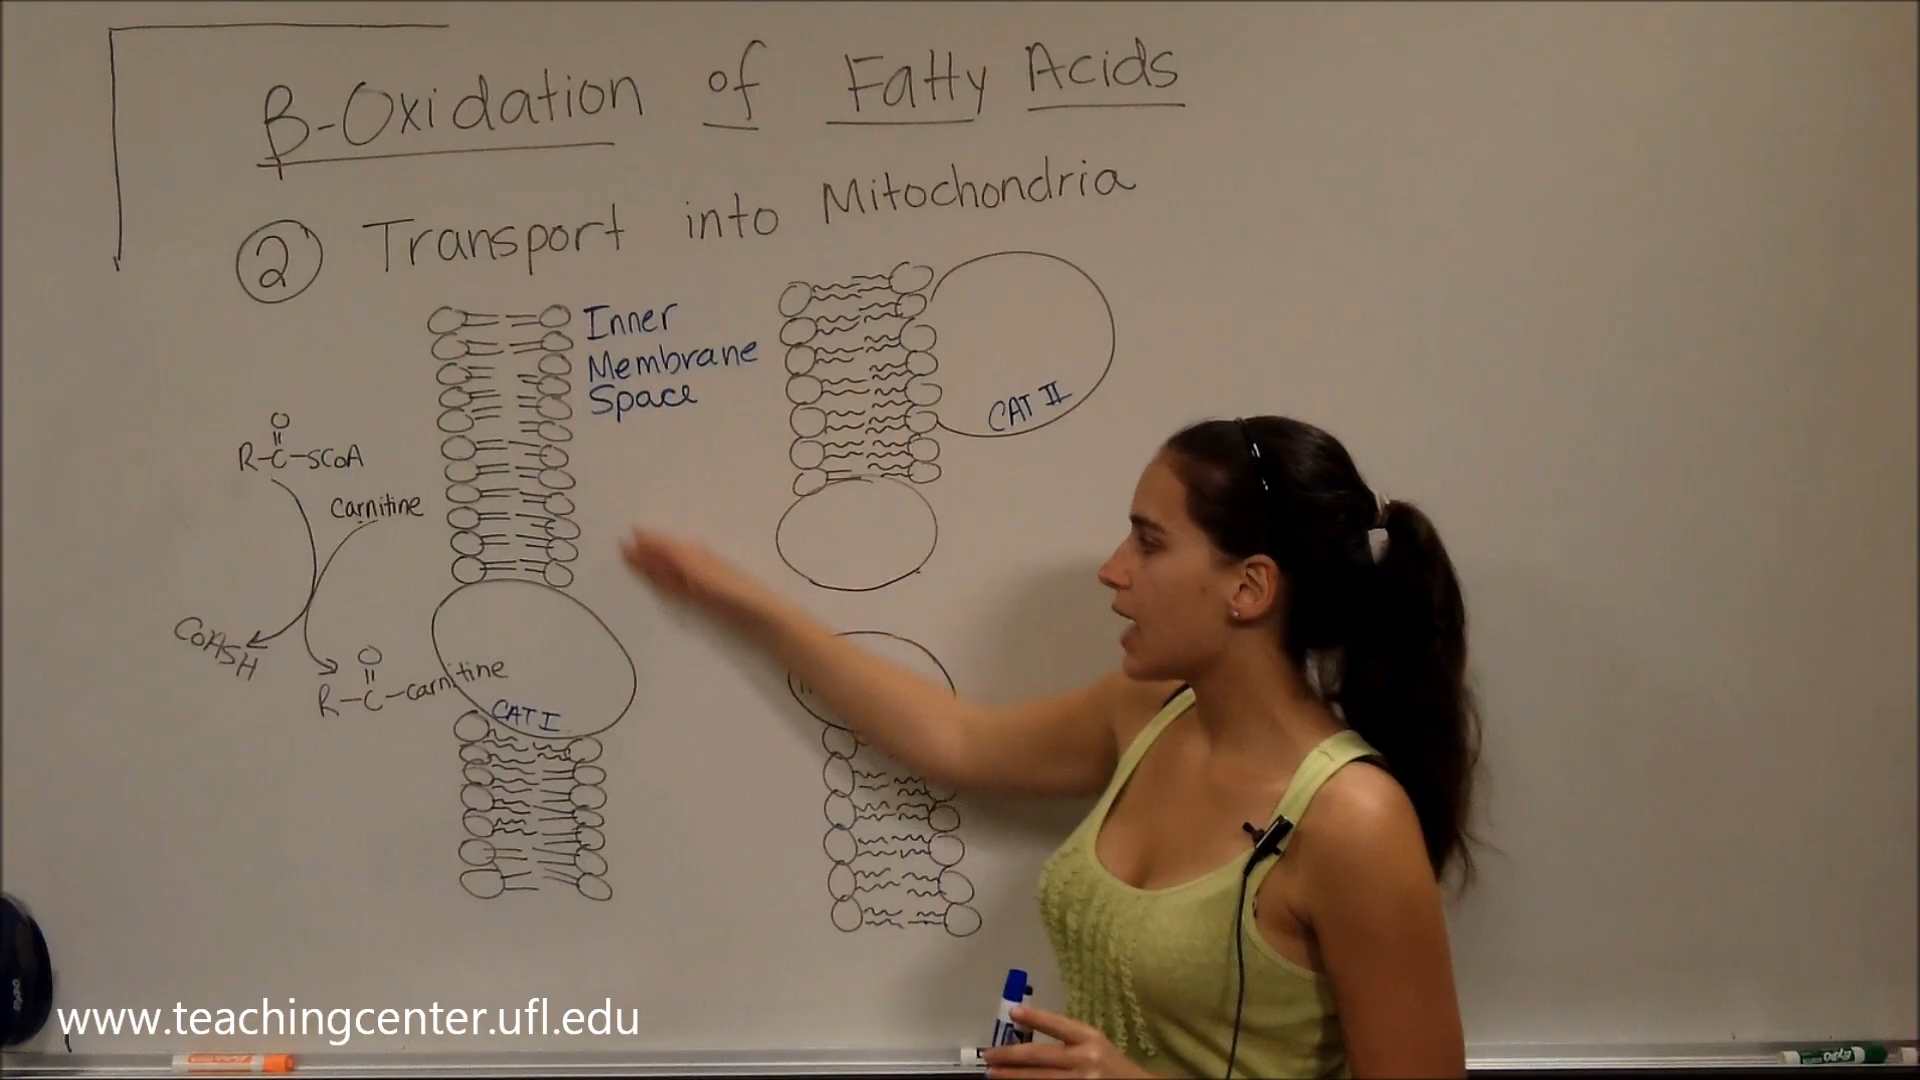 β-Oxidation of Fatty Acids
2 Transport into Mitochondria
Inner
Membrane
Space
CAT II
O
R-C-SCoA
Carnitine
CoASH
O
R-C-carnitine
CAT I
www.teachingcenter.ufl.edu